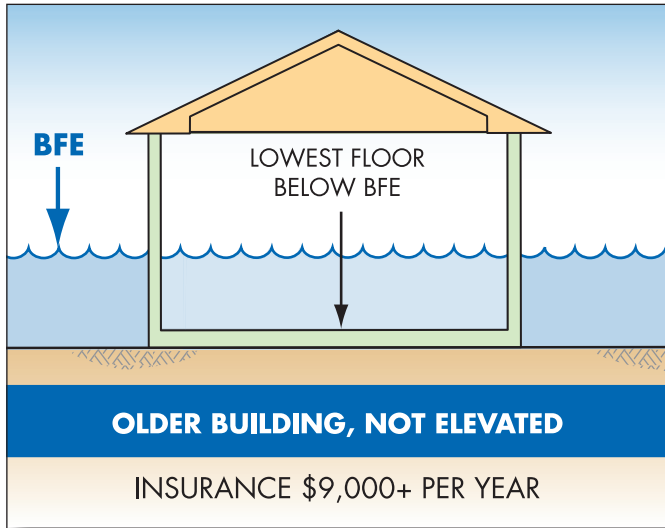 BFE
LOWEST FLOOR
BELOW BFE
OLDER BUILDING, NOT ELEVATED
INSURANCE $9,000+ PER YEAR